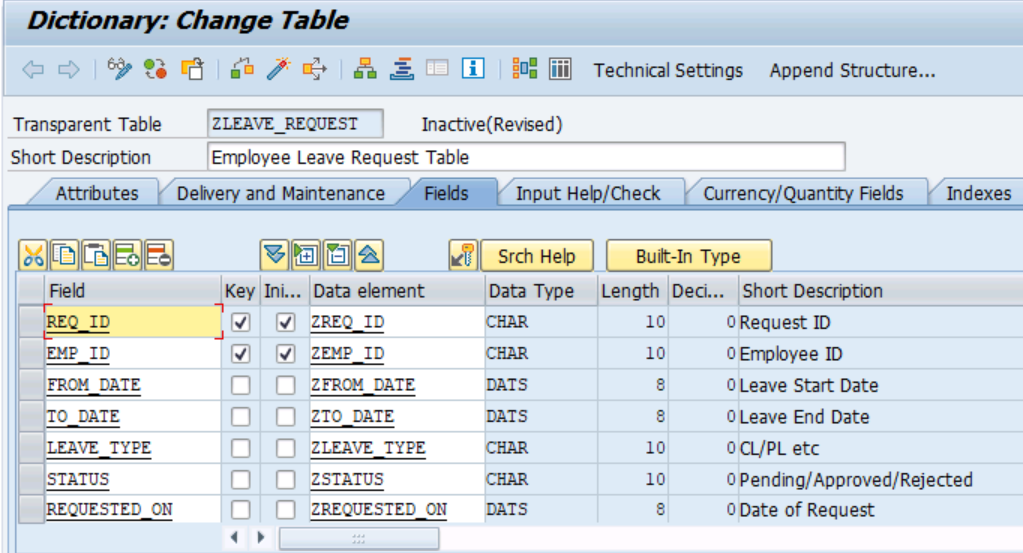 Dictionary: Change Table
Technical Settings Append Structure...
Transparent Table ZLEAVE_REQUEST Inactive(Revised)
Short Description Employee Leave Request Table
Attributes Delivery and Maintenance Fields Input Help/Check Currency/Quantity Fields Indexes
Srch Help Built-In Type
Field Key Ini... Data element Data Type Length Deci... Short Description
REQ_ID ZREQ_ID CHAR 10 0 Request ID
EMP_ID ZEMP_ID CHAR 10 0 Employee ID
FROM_DATE ZFROM_DATE DATS 8 0 Leave Start Date
TO_DATE ZTO_DATE DATS 8 0 Leave End Date
LEAVE_TYPE ZLEAVE_TYPE CHAR 10 0 CL/PL etc
STATUS ZSTATUS CHAR 10 0 Pending/Approved/Rejected
REQUESTED_ON ZREQUESTED_ON DATS 8 0 Date of Request